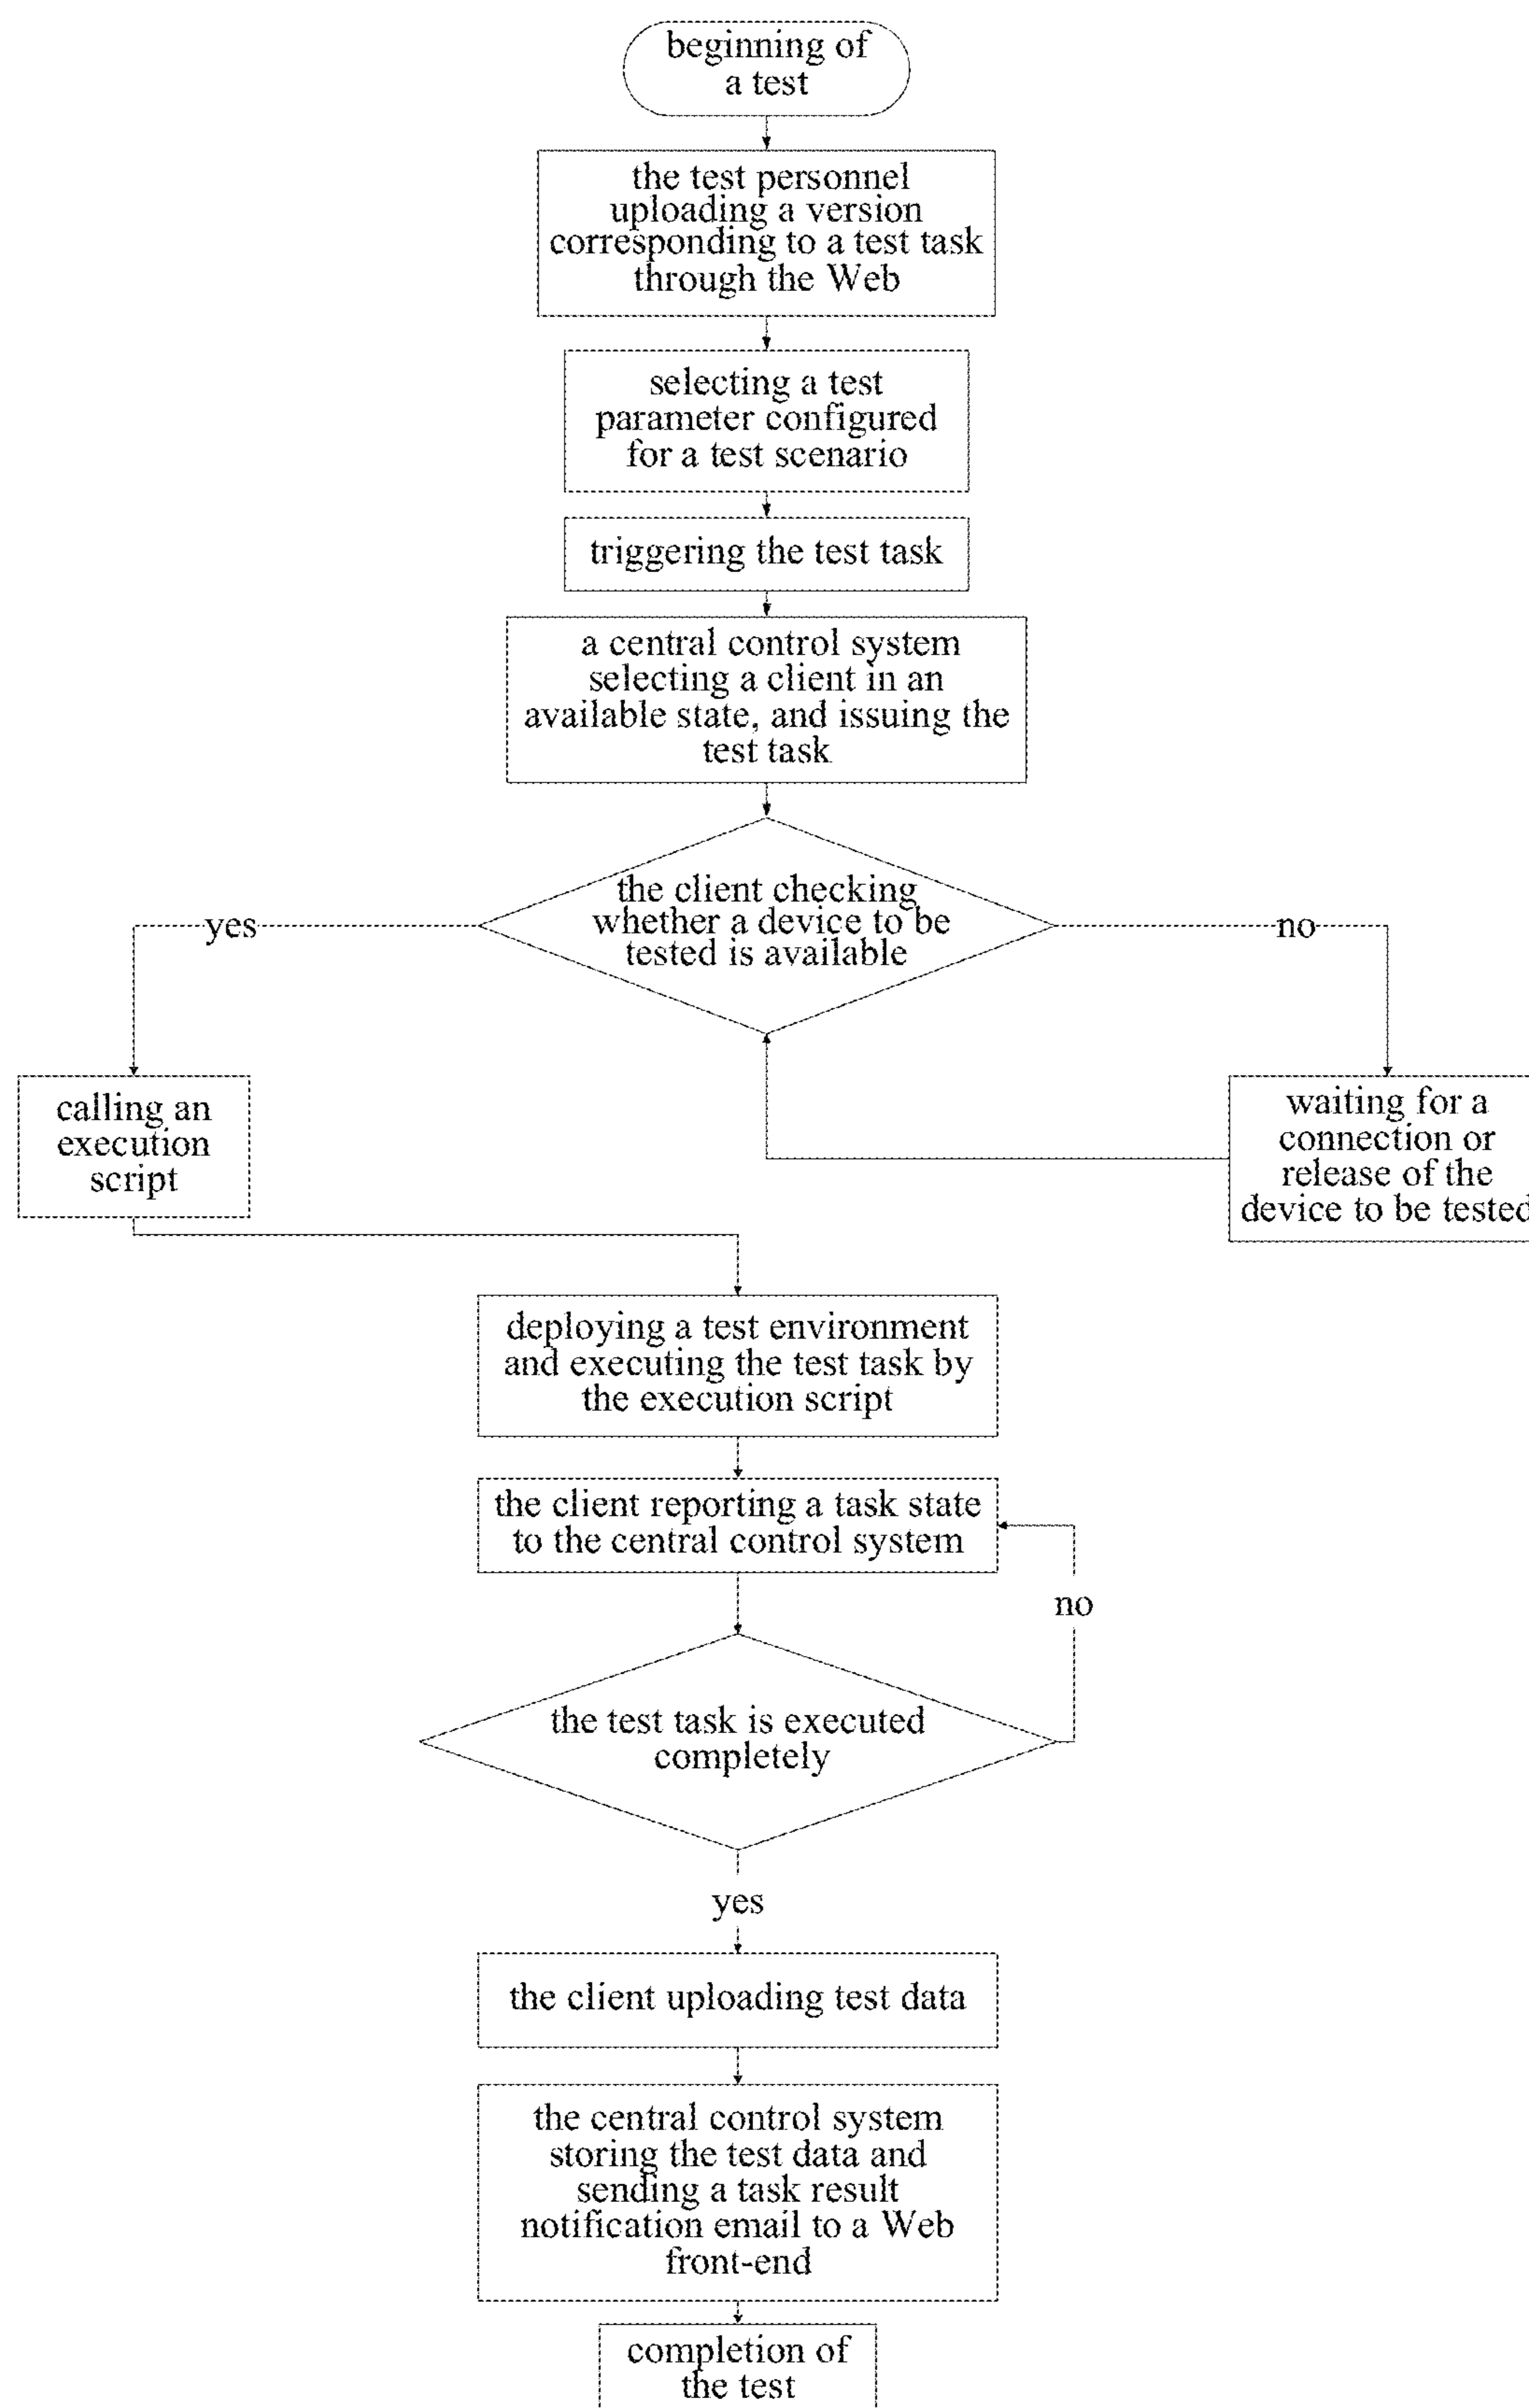 beginning of
a test
the test personnel
uploading a version
corresponding to a test task
through the Web
selecting a test
parameter configured
for a test scenario
triggering the test task
a central control system
selecting a client in an
available state, and issuing the
test task
the client checking
whether a device to be
tested is available
yes
no
calling an
execution
script
waiting for a
connection or
release of the
device to be tested
deploying a test environment
and executing the test task by
the execution script
the client reporting a task state
to the central control system
no
the test task is executed
completely
yes
the client uploading test data
the central control system
storing the test data and
sending a task result
notification email to a Web
front-end
completion of
the test